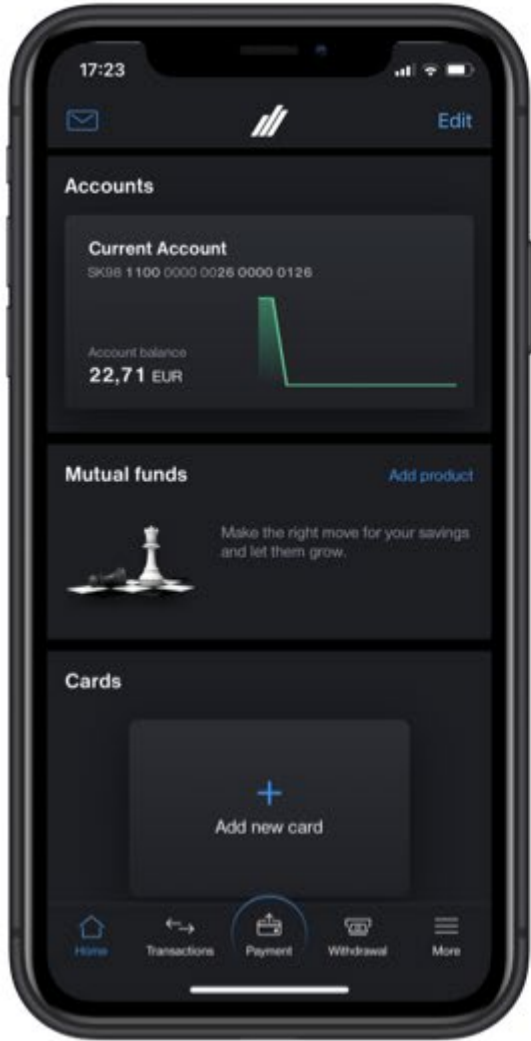 17:23
Edit
Accounts
Current Account
SK98 1100 0000 0026 0000 0126
Account balance
22,71 EUR
Mutual funds
Add product
Make the right move for your savings
and let them grow.
Cards
Add new card
Home
Transactions
Payment
Withdrawal
More